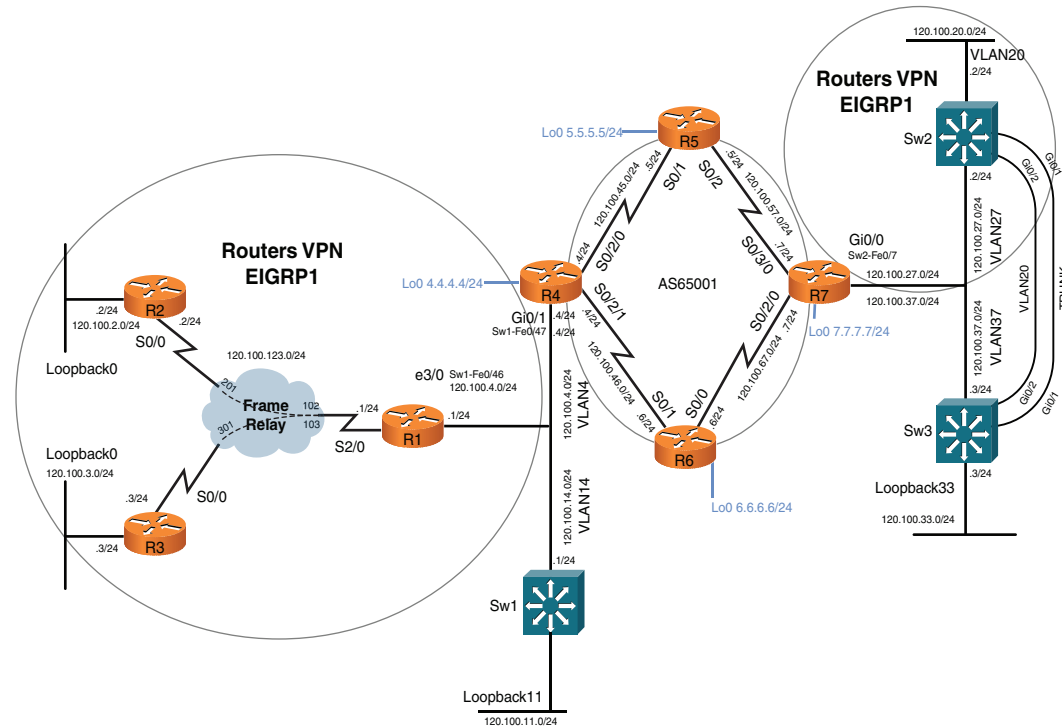 120.100.20.0/24
VLAN20
.2/24
Routers VPN
EIGRP1
Sw2
.2/24
Gi0/2
Gi0/1
120.100.27.0/24
VLAN27
VLAN20
Lo0 5.5.5.5/24
R5
.5/24
S0/1
120.100.45.0/24
.4/24
S0/2/0
.5/24
S0/2
120.100.57.0/24
.7/24
S0/3/0
AS65001
Routers VPN
EIGRP1
Lo0 4.4.4.4/24
R4
Gi0/1
Sw1-Fe0/47
.4/24
.4/24
.4/24
S0/2/1
120.100.46.0/24
.6/24
S0/1
R7
Gi0/0
Sw2-Fe0/7
120.100.27.0/24
120.100.37.0/24
Lo0 7.7.7.7/24
S0/2/0
.7/24
120.100.67.0/24
S0/0
.6/24
R6
Lo0 6.6.6.6/24
120.100.37.0/24
VLAN37
.3/24
Gi0/2
Gi0/1
Sw3
.3/24
Loopback33
120.100.33.0/24
R2
.2/24
120.100.2.0/24
.2/24
S0/0
Loopback0
120.100.123.0/24
201
Frame
Relay
102
103
301
.1/24
S2/0
R1
e3/0
Sw1-Fe0/46
120.100.4.0/24
.1/24
120.100.4.0/24
VLAN4
Loopback0
120.100.3.0/24
.3/24
S0/0
.3/24
R3
120.100.14.0/24
VLAN14
.1/24
Sw1
Loopback11
120.100.11.0/24